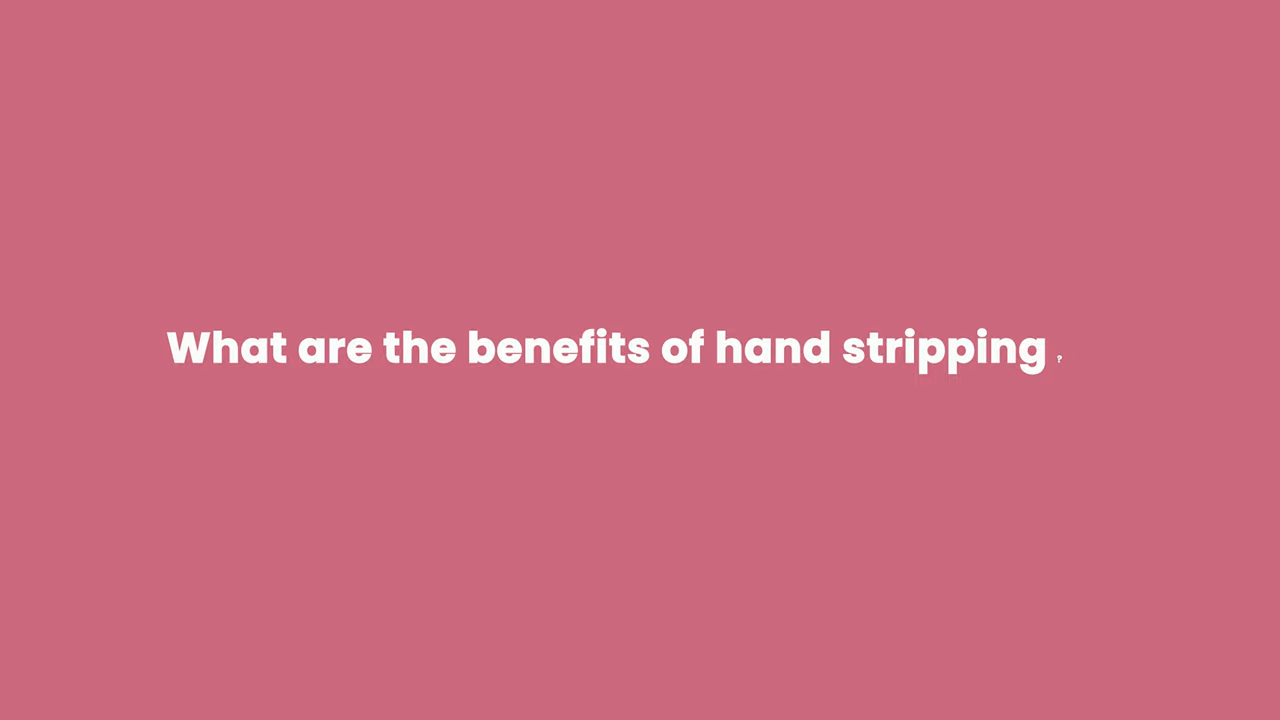 What are the benefits of hand stripping ?